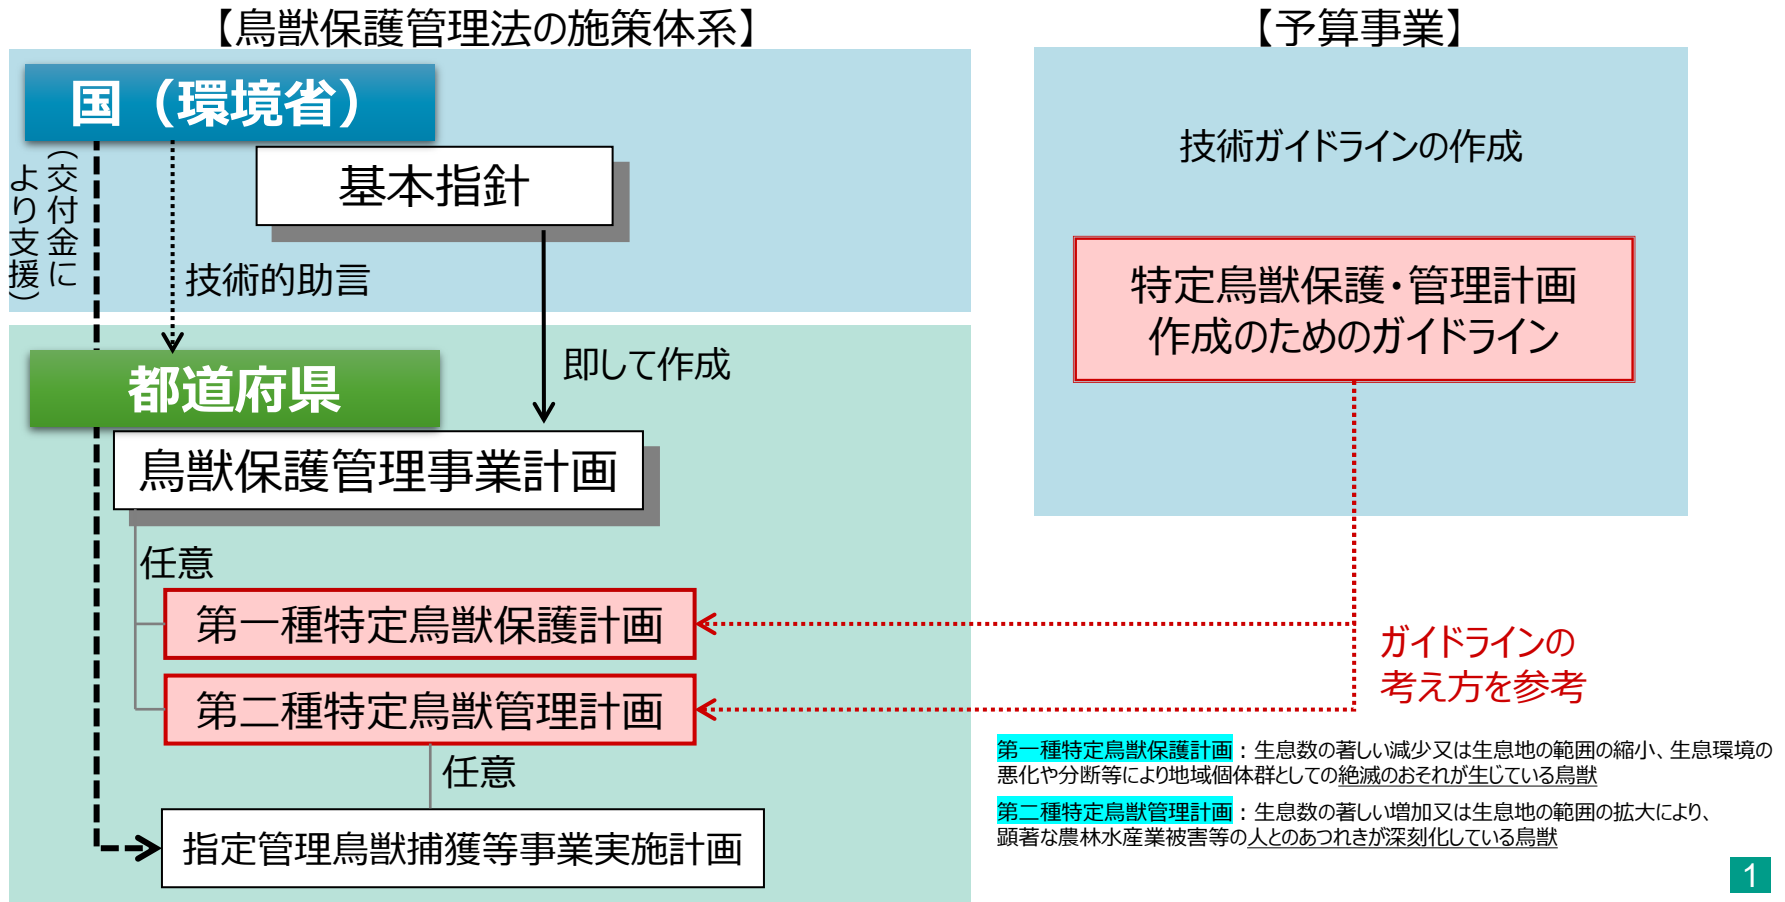 【鳥獣保護管理法の施策体系】
国（環境省）
（交付金に
より支援）
基本指針
技術的助言
即して作成
都道府県
鳥獣保護管理事業計画
任意
第一種特定鳥獣保護計画
第二種特定鳥獣管理計画
任意
指定管理鳥獣捕獲等事業実施計画
【予算事業】
技術ガイドラインの作成
特定鳥獣保護・管理計画
作成のためのガイドライン
ガイドラインの
考え方を参考
第一種特定鳥獣保護計画：生息数の著しい減少又は生息地の範囲の縮小、生息環境の
悪化や分断等により地域個体群としての絶滅のおそれが生じている鳥獣
第二種特定鳥獣管理計画：生息数の著しい増加又は生息地の範囲の拡大により、
顕著な農林水産業被害等の人とのあつれきが深刻化している鳥獣
1